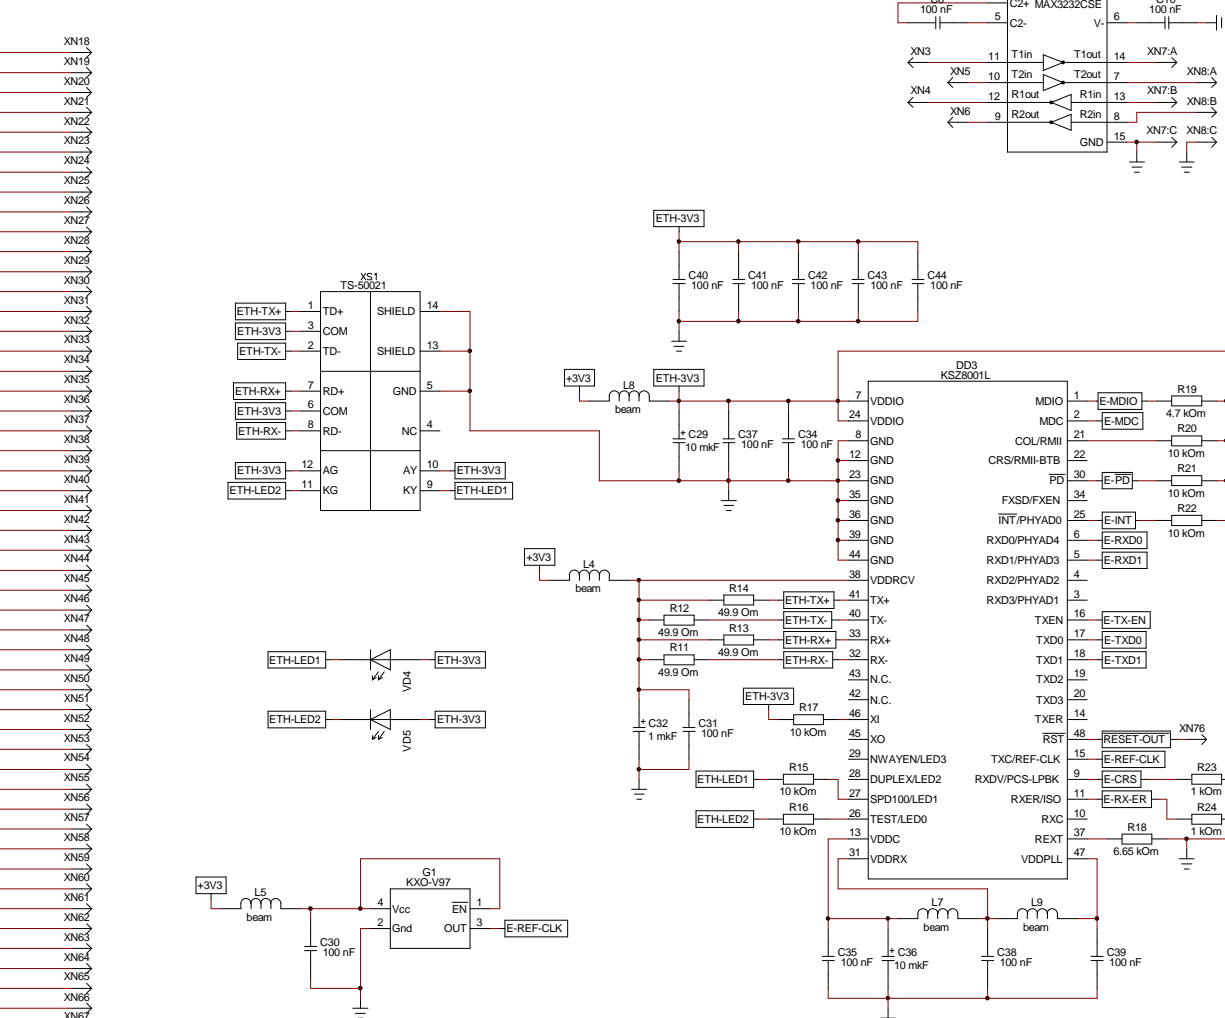 C2+ MAX3232CSE
100 nF
5 C2- V- 6
100 nF
XN3 11 T1in T1out 14 XN7:A
XN5 10 T2in T2out 7 XN8:A
XN4 12 R1out R1in 13 XN7:B
XN6 9 R2out R2in 8 XN8:B
GND 15 XN7:C XN8:C
XN18
XN19
XN20
XN21
XN22
XN23
XN24
XN25
XN26
XN27
XN28
XN29
XN30
XN31
XN32
XN33
XN34
XN35
XN36
XN37
XN38
XN39
XN40
XN41
XN42
XN43
XN44
XN45
XN46
XN47
XN48
XN49
XN50
XN51
XN52
XN53
XN54
XN55
XN56
XN57
XN58
XN59
XN60
XN61
XN62
XN63
XN64
XN65
XN66
XN67
ETH-3V3
C40 100 nF
C41 100 nF
C42 100 nF
C43 100 nF
C44 100 nF
XS1
TS-50021
ETH-TX+ 1 TD+ SHIELD 14
ETH-3V3 3 COM
ETH-TX- 2 TD- SHIELD 13
ETH-RX+ 7 RD+ GND 5
ETH-3V3 6 COM
ETH-RX- 8 RD- NC 4
ETH-3V3 12 AG AY 10 ETH-3V3
ETH-LED2 11 KG KY 9 ETH-LED1
+3V3 L8 beam ETH-3V3
+ C29 10 mkF
C37 100 nF
C34 100 nF
+3V3 L4 beam
R14 49.9 Om ETH-TX+
R12 49.9 Om ETH-TX-
R13 49.9 Om ETH-RX+
R11 49.9 Om ETH-RX-
+ C32 1 mkF
C31 100 nF
ETH-3V3 R17 10 kOm
ETH-LED1 R15 10 kOm
ETH-LED2 R16 10 kOm
DD3
KSZ8001L
7 VDDIO MDIO 1 E-MDIO R19 4.7 kOm
24 VDDIO MDC 2 E-MDC
8 GND COL/RMII 21 R20 10 kOm
12 GND CRS/RMII-BTB 22
23 GND PD 30 E-PD R21 10 kOm
35 GND FXSD/FXEN 34
36 GND INT/PHYAD0 25 E-INT R22 10 kOm
39 GND RXD0/PHYAD4 6 E-RXD0
44 GND RXD1/PHYAD3 5 E-RXD1
38 VDDRCV RXD2/PHYAD2 4
41 TX+ RXD3/PHYAD1 3
40 TX- TXEN 16 E-TX-EN
33 RX+ TXD0 17 E-TXD0
32 RX- TXD1 18 E-TXD1
43 N.C. TXD2 19
42 N.C. TXD3 20
46 XI TXER 14
45 XO RST 48 RESET-OUT XN76
29 NWAYEN/LED3 TXC/REF-CLK 15 E-REF-CLK
28 DUPLEX/LED2 RXDV/PCS-LPBK 9 E-CRS R23 1 kOm
27 SPD100/LED1 RXER/ISO 11 E-RX-ER R24 1 kOm
26 TEST/LED0 RXC 10
13 VDDC REXT 37 R18 6.65 kOm
31 VDDRX VDDPLL 47
L7 beam
L9 beam
C35 100 nF
+ C36 10 mkF
C38 100 nF
C39 100 nF
ETH-LED1 VD4 ETH-3V3
ETH-LED2 VD5 ETH-3V3
+3V3 L5 beam
C30 100 nF
G1
KXO-V97
4 Vcc EN 1
2 Gnd OUT 3 E-REF-CLK